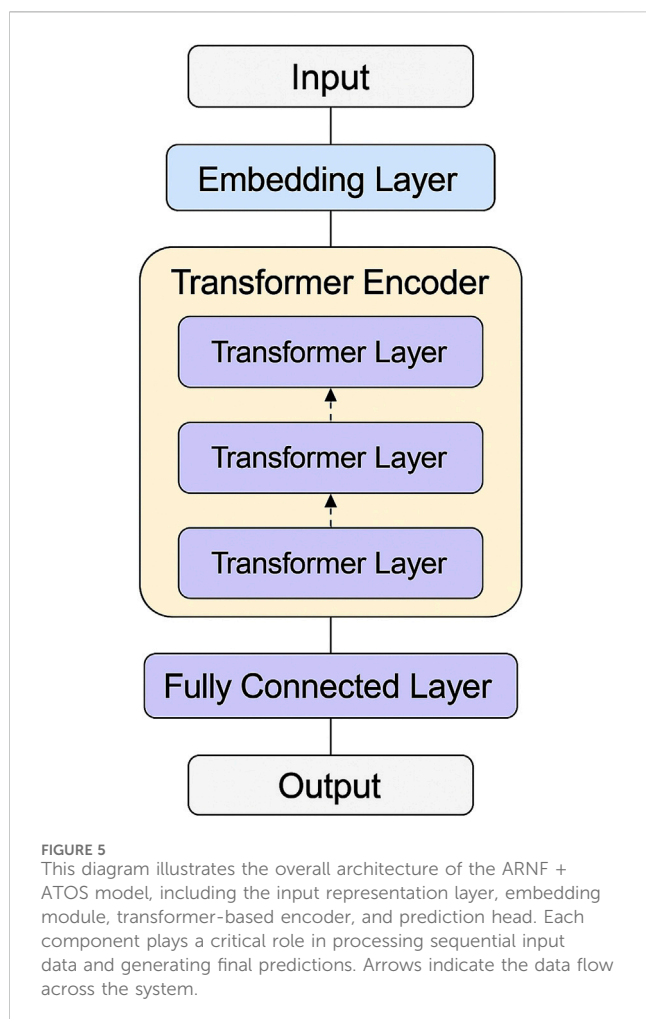 Input
Embedding Layer
Transformer Encoder
Transformer Layer
Transformer Layer
Transformer Layer
Fully Connected Layer
Output
FIGURE 5
This diagram illustrates the overall architecture of the ARNF +
ATOS model, including the input representation layer, embedding
module, transformer-based encoder, and prediction head. Each
component plays a critical role in processing sequential input
data and generating final predictions. Arrows indicate the data flow
across the system.